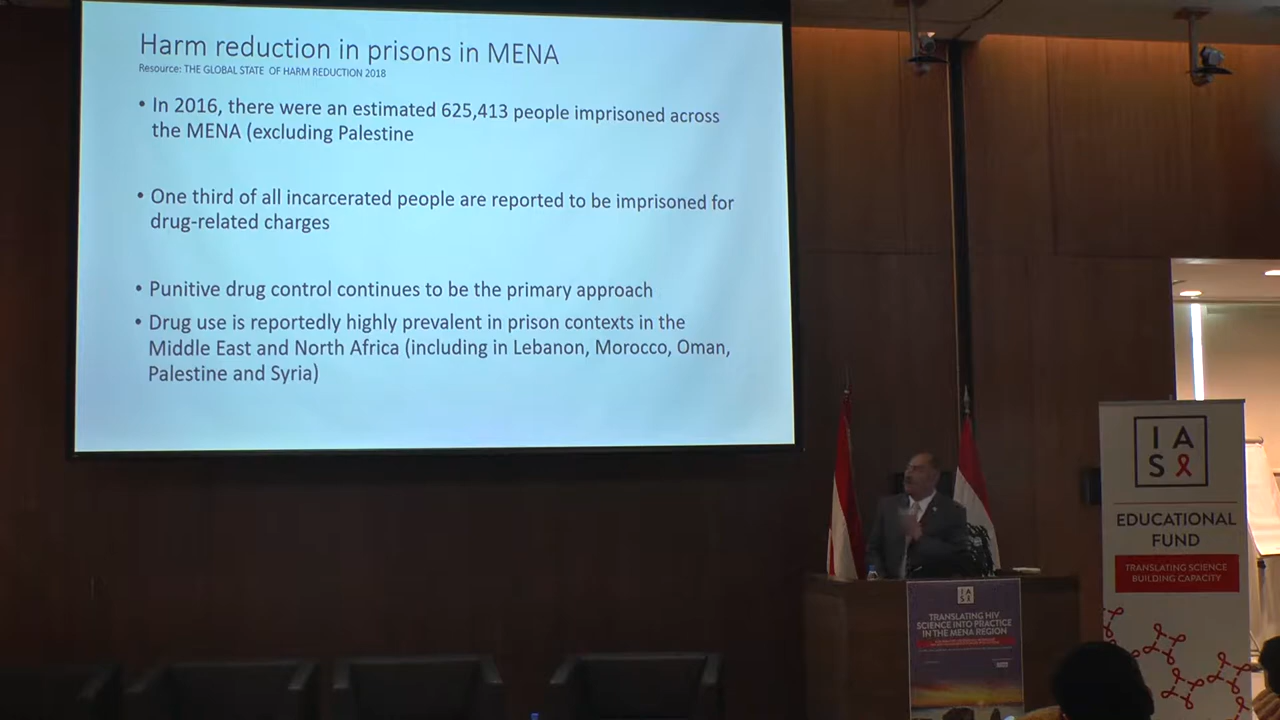 Harm reduction in prisons in MENA
Resource: THE GLOBAL STATE OF HARM REDUCTION 2018
• In 2016, there were an estimated 625,413 people imprisoned across
the MENA (excluding Palestine
• One third of all incarcerated people are reported to be imprisoned for
drug-related charges
• Punitive drug control continues to be the primary approach
• Drug use is reportedly highly prevalent in prison contexts in the
Middle East and North Africa (including in Lebanon, Morocco, Oman,
Palestine and Syria)
I A
S
EDUCATIONAL
FUND
TRANSLATING SCIENCE
BUILDING CAPACITY
I A
S
TRANSLATING HIV
SCIENCE INTO PRACTICE
IN THE MENA REGION